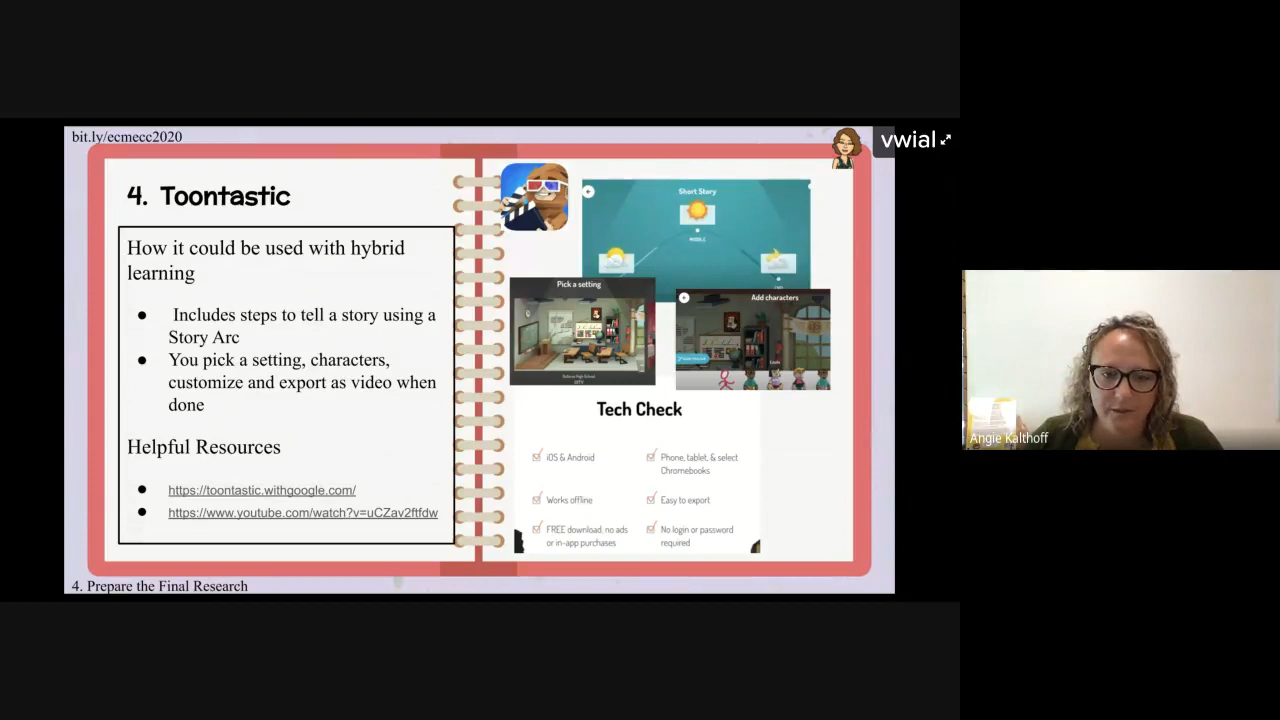 bit.ly/ecmecc2020
vwial
4. Toontastic
How it could be used with hybrid
learning
● Includes steps to tell a story using a
Story Arc
● You pick a setting, characters,
customize and export as video when
done
Helpful Resources
● https://toontastic.withgoogle.com/
● https://www.youtube.com/watch?v=uCZav2ftfdw
Short Story
MIDDLE
END
Pick a setting
CITY
Add characters
Louis
Tech Check
iOS & Android
Phone, tablet, & select
Chromebooks
Works offline
Easy to export
FREE download, no ads
or in-app purchases
No login or password
required
4. Prepare the Final Research
Angie Kalthoff